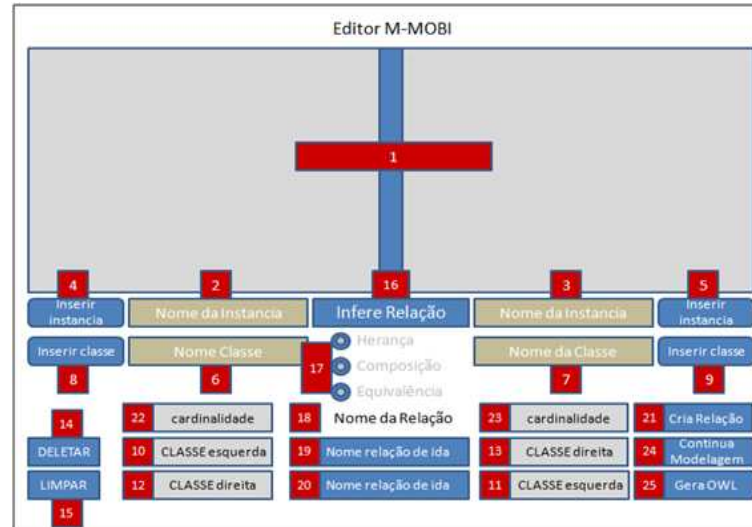 Editor M-MOBI
1
4 2 16 3 5
Inserir instancia
Nome da Instancia
Infere Relação
Nome da Instancia
Inserir instancia
Inserir classe
Nome Classe
17
Herança
Composição
Equivalência
Nome da Classe
Inserir classe
8 6 7 9
14
22 cardinalidade
18 Nome da Relação
23 cardinalidade
21 Cria Relação
DELETAR
10 CLASSE esquerda
19 Nome relação de ida
13 CLASSE direita
24 Continua Modelagem
LIMPAR
12 CLASSE direita
20 Nome relação de ida
11 CLASSE esquerda
25 Gera OWL
15